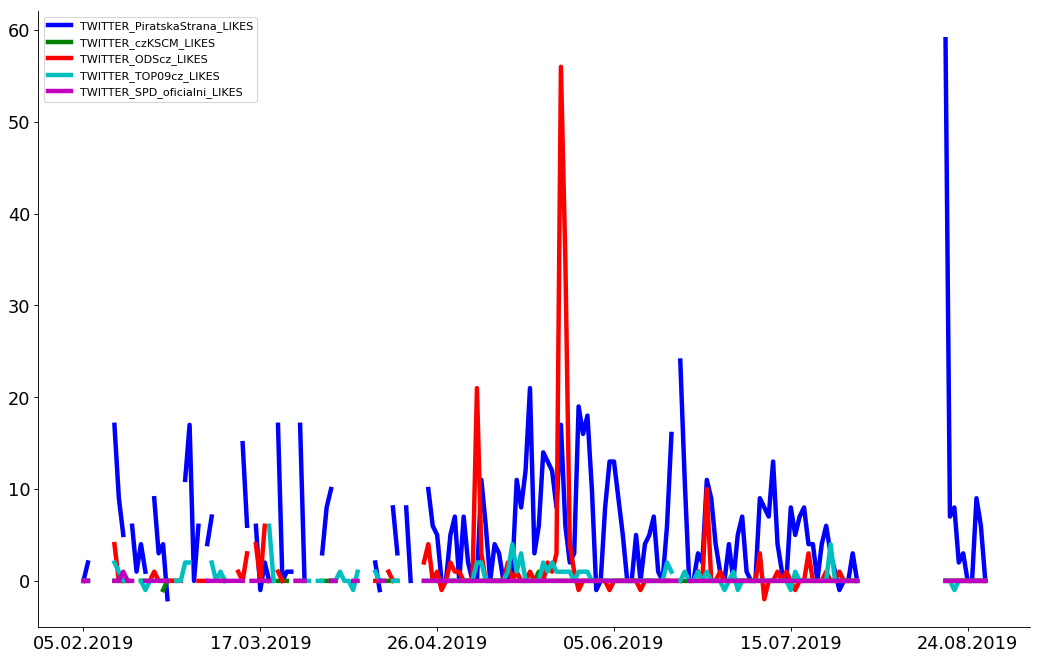 TWITTER_PiratskaStrana_LIKES
TWITTER_czKSCM_LIKES
TWITTER_ODScz_LIKES
TWITTER_TOP09cz_LIKES
TWITTER_SPD_oficialni_LIKES
60
50
40
30
20
10
0
05.02.2019 17.03.2019 26.04.2019 05.06.2019 15.07.2019 24.08.2019